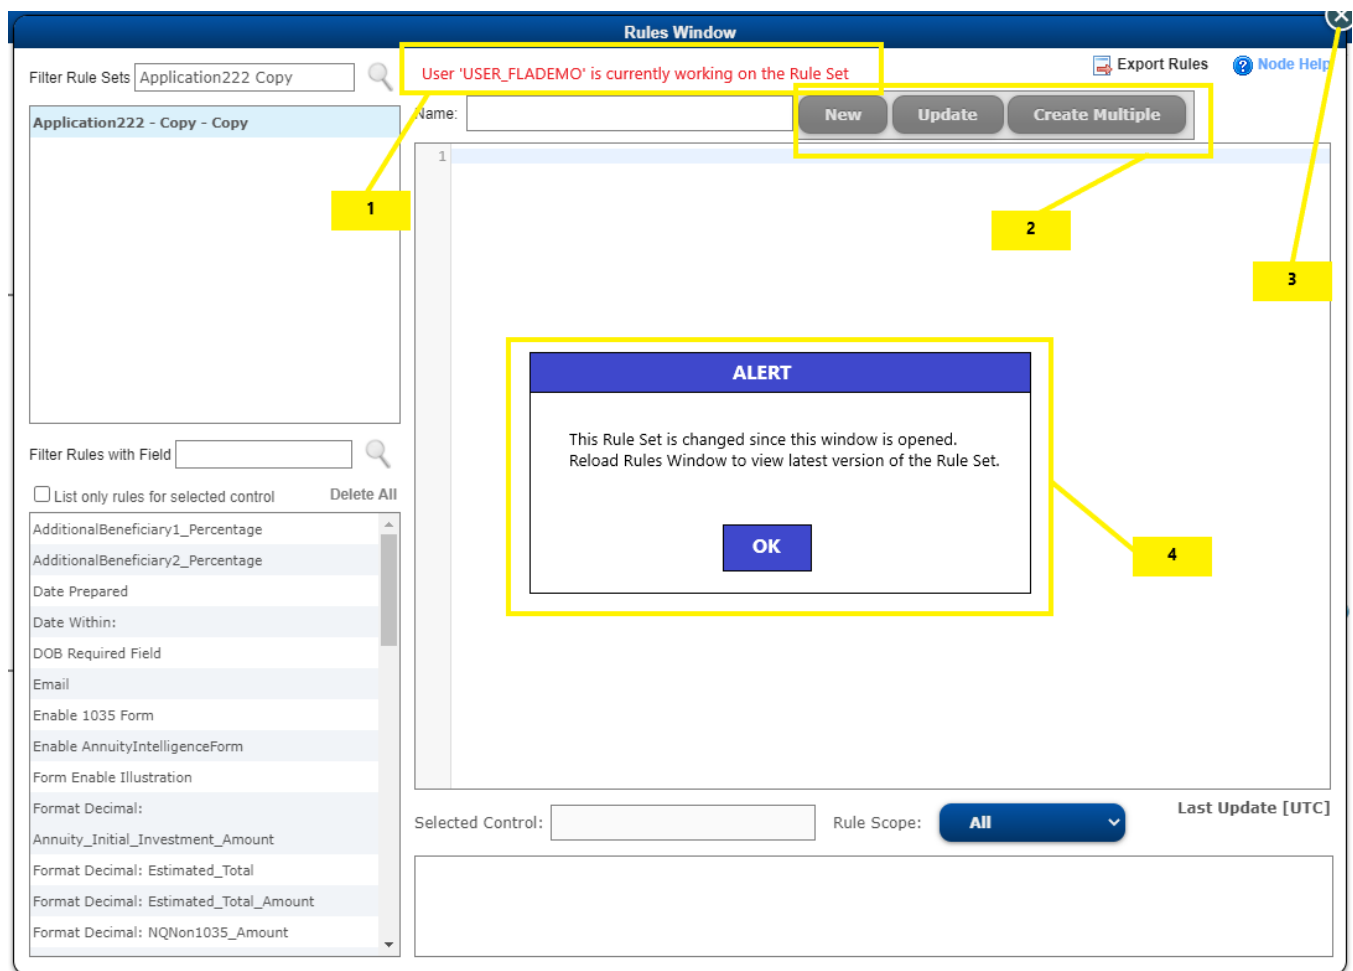 Rules Window
Filter Rule Sets
Application222 Copy
User 'USER_FLADEMO' is currently working on the Rule Set
Export Rules
Node Help
Application222 - Copy - Copy
Name:
New
Update
Create Multiple
1
1
2
3
ALERT
This Rule Set is changed since this window is opened.
Reload Rules Window to view latest version of the Rule Set.
OK
4
Filter Rules with Field
List only rules for selected control
Delete All
AdditionalBeneficiary1_Percentage
AdditionalBeneficiary2_Percentage
Date Prepared
Date Within:
DOB Required Field
Email
Enable 1035 Form
Enable AnnuityIntelligenceForm
Form Enable Illustration
Format Decimal:
Annuity_Initial_Investment_Amount
Format Decimal: Estimated_Total
Format Decimal: Estimated_Total_Amount
Format Decimal: NQNon1035_Amount
Selected Control:
Rule Scope:
All
Last Update [UTC]